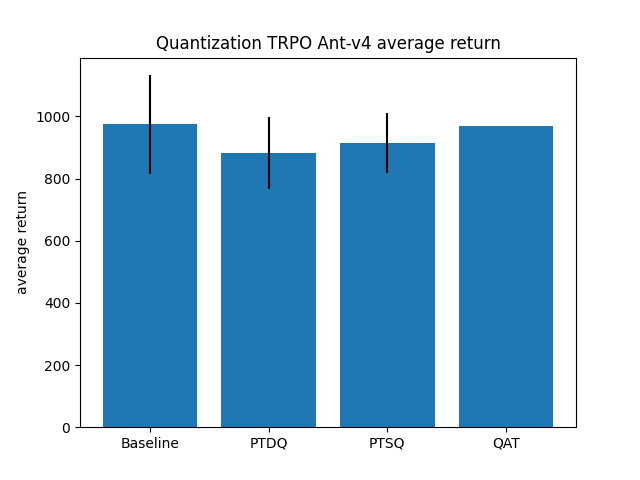 Quantization TRPO Ant-v4 average return
average return
1000
800
600
400
200
0
Baseline PTDQ PTSQ QAT